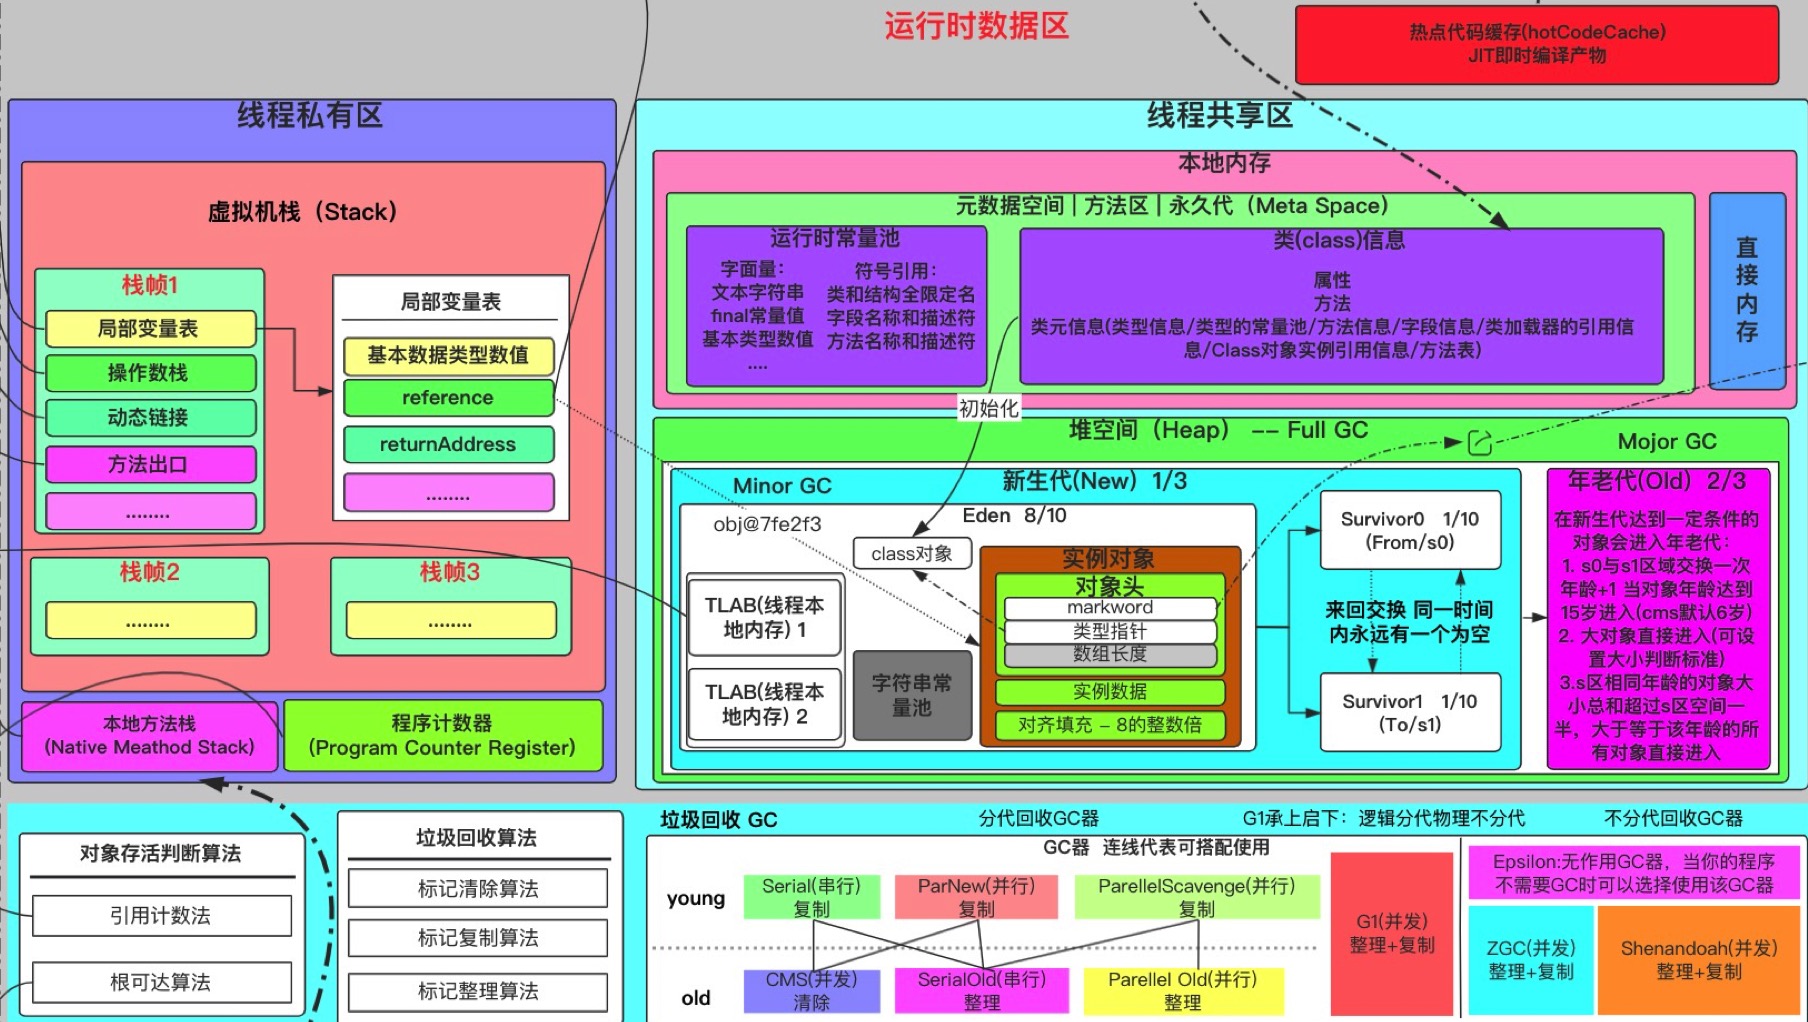 运行时数据区
热点代码缓存(hotCodeCache)
JIT即时编译产物
线程私有区
虚拟机栈（Stack）
栈帧1
局部变量表
操作数栈
动态链接
方法出口
........
局部变量表
基本数据类型数值
reference
returnAddress
........
栈帧2
........
栈帧3
........
本地方法栈
(Native Meathod Stack)
程序计数器
(Program Counter Register)
线程共享区
本地内存
元数据空间 | 方法区 | 永久代（Meta Space）
运行时常量池
字面量：
文本字符串
final常量值
基本类型数值
....
符号引用：
类和结构全限定名
字段名称和描述符
方法名称和描述符
类(class)信息
属性
方法
类元信息(类型信息/类型的常量池/方法信息/字段信息/类加载器的引用信
息/Class对象实例引用信息/方法表)
直
接
内
存
初始化
堆空间（Heap） -- Full GC
Mojor GC
Minor GC
新生代(New) 1/3
Eden 8/10
obj@7fe2f3
class对象
TLAB(线程本
地内存) 1
TLAB(线程本
地内存) 2
字符串常
量池
实例对象
对象头
markword
类型指针
数组长度
实例数据
对齐填充 – 8的整数倍
Survivor0 1/10
(From/s0)
来回交换 同一时间
内永远有一个为空
Survivor1 1/10
(To/s1)
年老代(Old) 2/3
在新生代达到一定条件的
对象会进入年老代：
1. s0与s1区域交换一次
年龄+1 当对象年龄达到
15岁进入(cms默认6岁)
2. 大对象直接进入(可设
置大小判断标准)
3.s区相同年龄的对象大
小总和超过s区空间一
半，大于等于该年龄的所
有对象直接进入
对象存活判断算法
引用计数法
根可达算法
垃圾回收算法
标记清除算法
标记复制算法
标记整理算法
垃圾回收 GC
分代回收GC器
G1承上启下：逻辑分代物理不分代
不分代回收GC器
GC器 连线代表可搭配使用
young
Serial(串行)
复制
ParNew(并行)
复制
ParellelScavenge(并行)
复制
old
CMS(并发)
清除
SerialOld(串行)
整理
Parellel Old(并行)
整理
G1(并发)
整理+复制
Epsilon:无作用GC器，当你的程序
不需要GC时可以选择使用该GC器
ZGC(并发)
整理+复制
Shenandoah(并发)
整理+复制